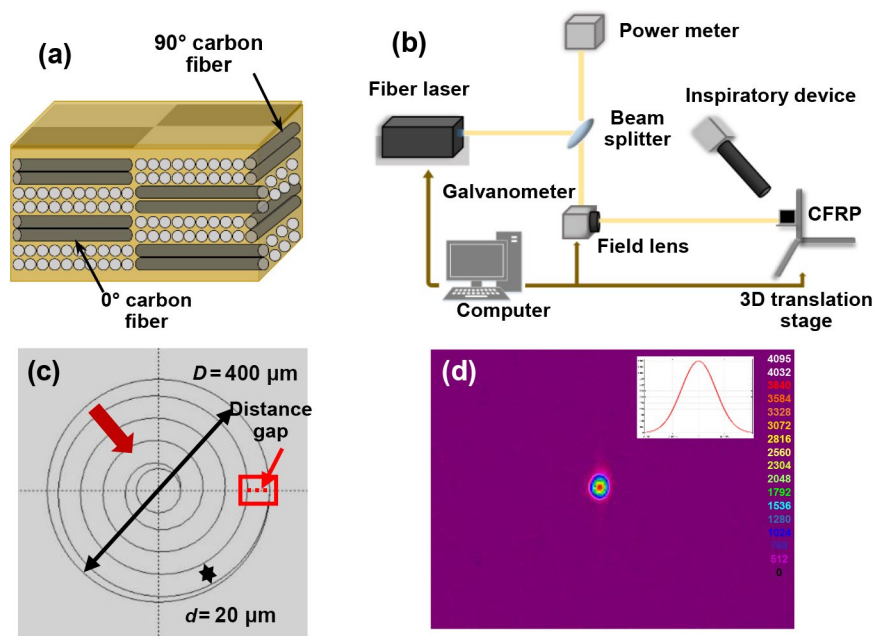 (a)
90° carbon
fiber
0° carbon
fiber
(b)
Power meter
Fiber laser
Beam
splitter
Inspiratory device
Galvanometer
Field lens
CFRP
Computer
3D translation
stage
(c)
D = 400 μm
Distance
gap
d = 20 μm
(d)
4095
4032
3840
3584
3328
3072
2816
2560
2304
2048
1792
1536
1280
1024
512
0